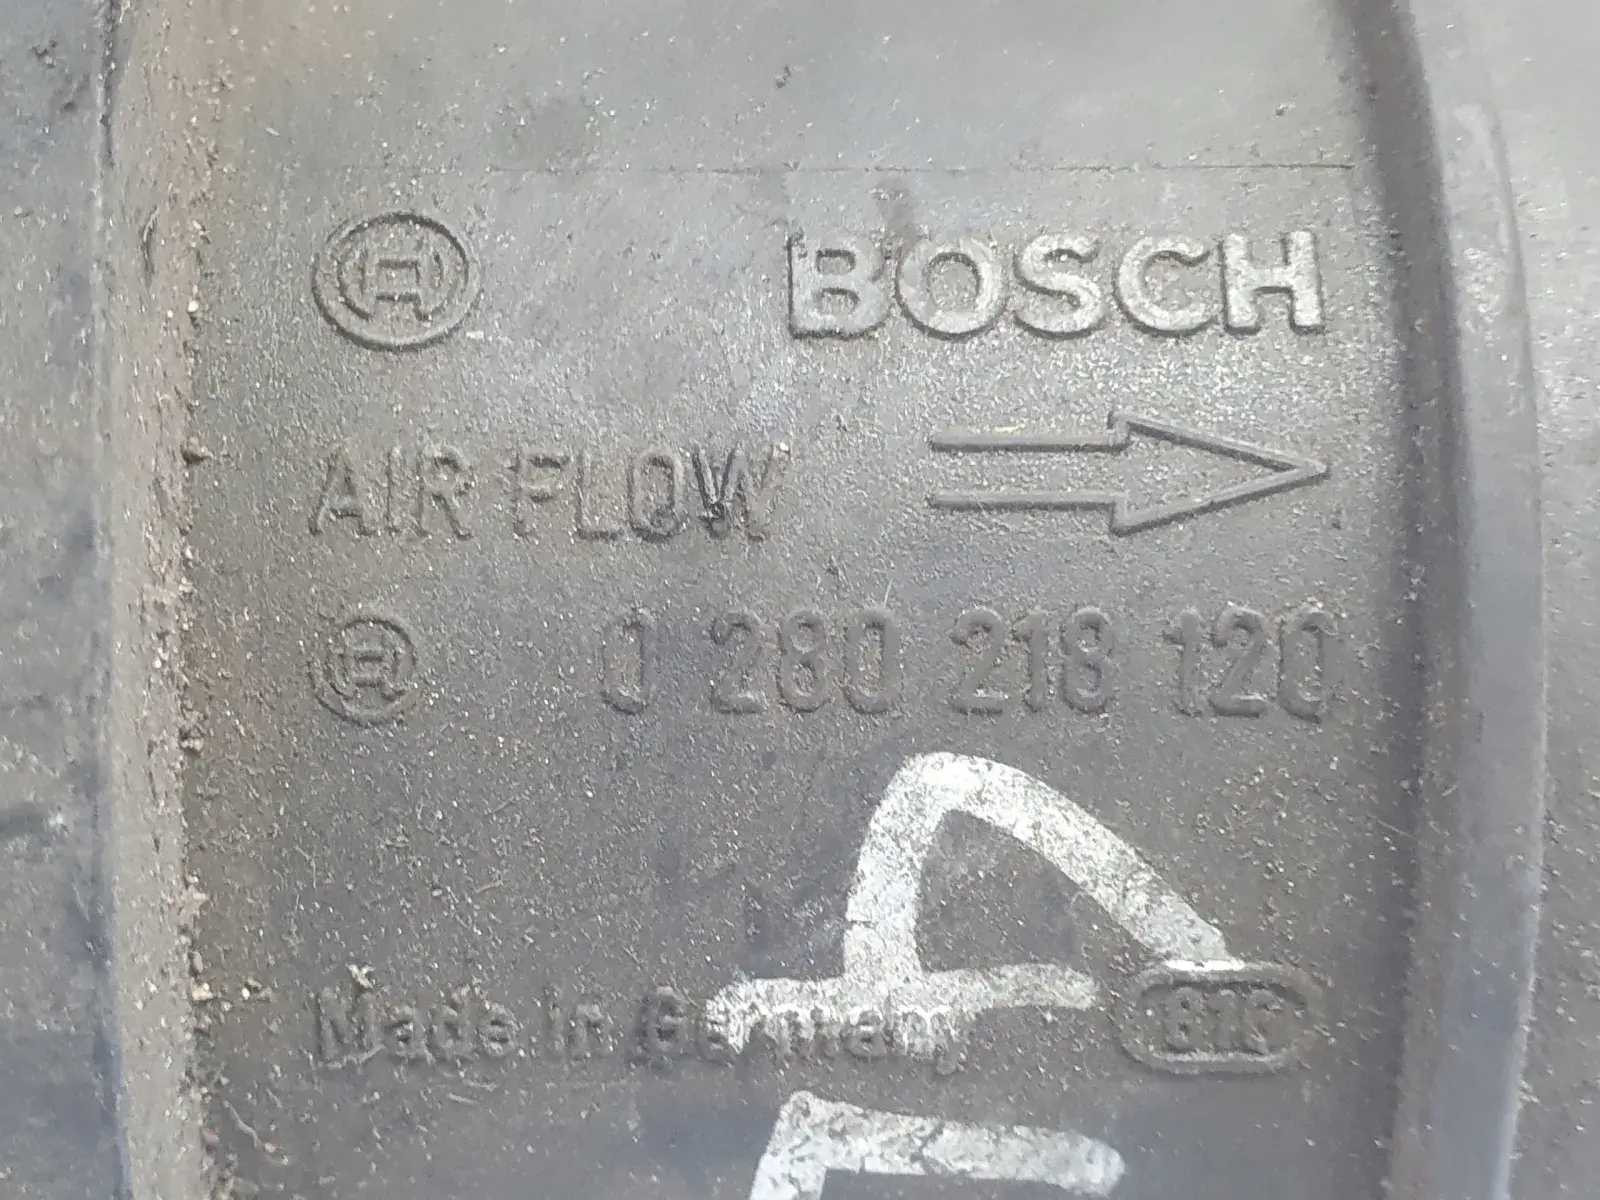 BOSCH
AIR FLOW
0 280 218 120
Made in Germany